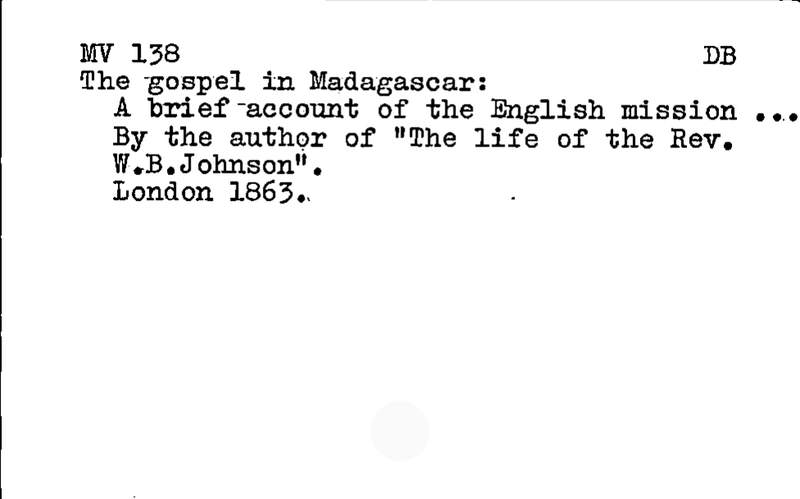 MV 138 DB
The gospel in Madagascar:
A brief account of the English mission ...
By the author of "The life of the Rev.
W.B.Johnson".
London 1863.